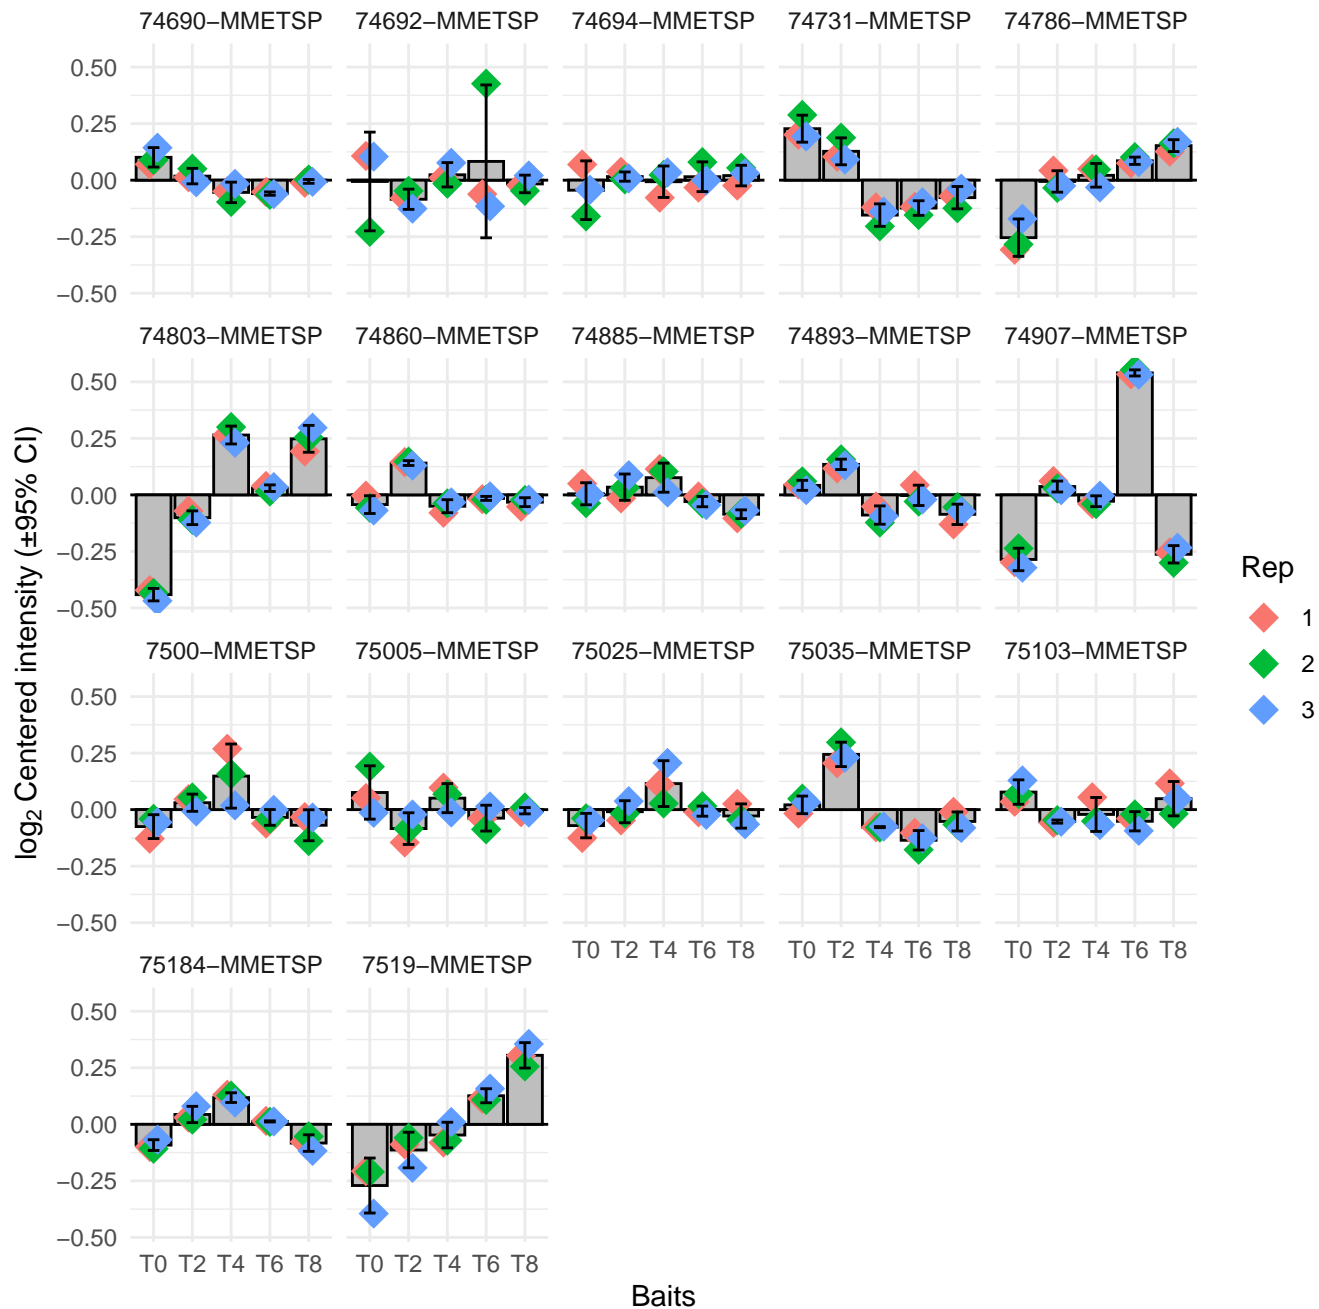 74690−MMETSP 74692−MMETSP 74694−MMETSP 74731−MMETSP 74786−MMETSP
0.50
0.25
0.00
−0.25
−0.50
74803−MMETSP 74860−MMETSP 74885−MMETSP 74893−MMETSP 74907−MMETSP
0.50
0.25
0.00
−0.25
−0.50
7500−MMETSP 75005−MMETSP 75025−MMETSP 75035−MMETSP 75103−MMETSP
0.50
0.25
0.00
−0.25
−0.50
T0 T2 T4 T6 T8 T0 T2 T4 T6 T8 T0 T2 T4 T6 T8
75184−MMETSP 7519−MMETSP
0.50
0.25
0.00
−0.25
−0.50
T0 T2 T4 T6 T8 T0 T2 T4 T6 T8
Baits
log2 Centered intensity (±95% CI)
Rep
1
2
3